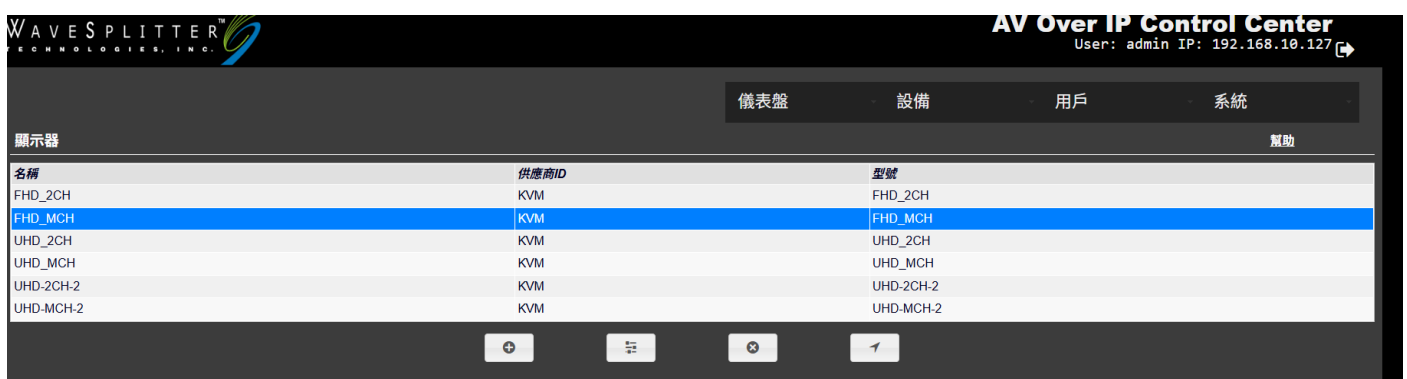 WAVESPLITTER™
TECHNOLOGIES, INC.
AV Over IP Control Center
User: admin IP: 192.168.10.127
儀表盤 - 設備 - 用戶 - 系統 -
顯示器 幫助
名稱 供應商ID 型號
FHD_2CH KVM FHD_2CH
FHD_MCH KVM FHD_MCH
UHD_2CH KVM UHD_2CH
UHD_MCH KVM UHD_MCH
UHD-2CH-2 KVM UHD-2CH-2
UHD-MCH-2 KVM UHD-MCH-2